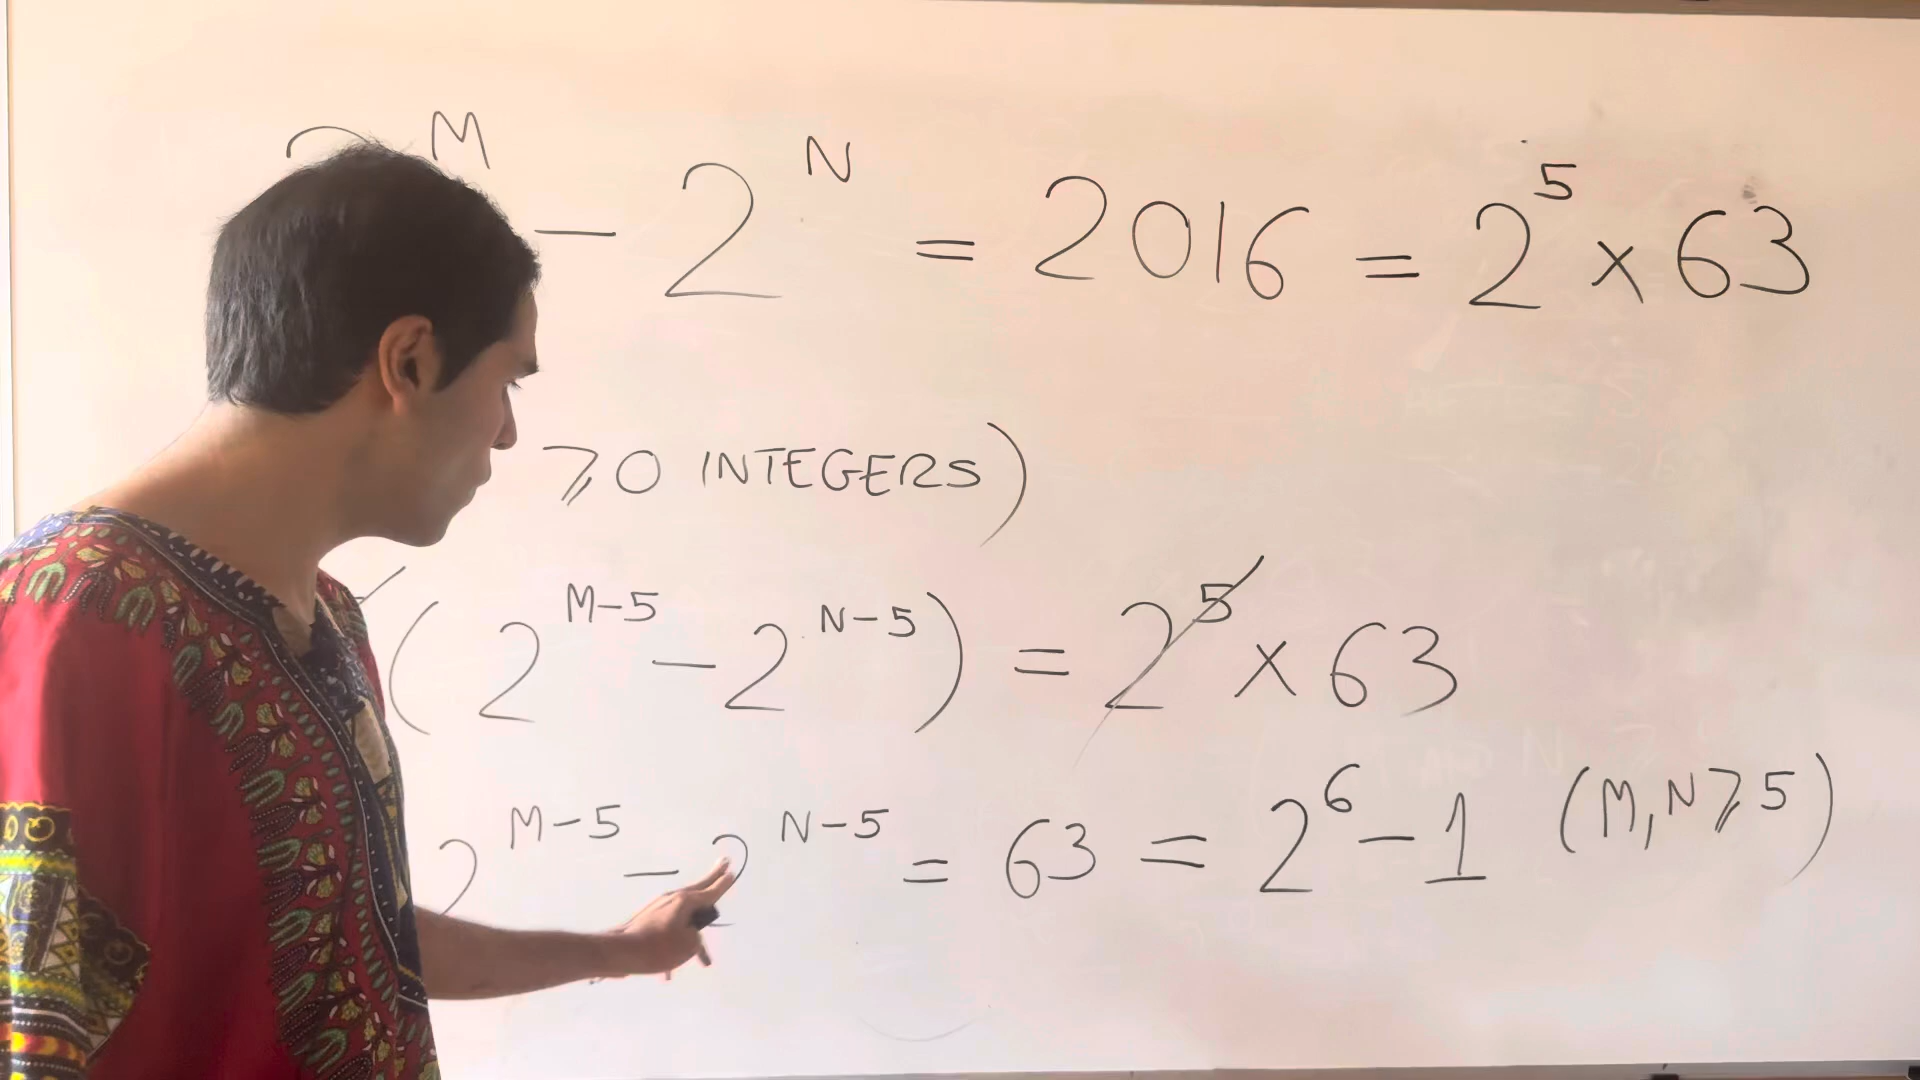 2^M - 2^N = 2016 = 2^5 × 63
⩾0 INTEGERS)
(2^{M-5} - 2^{N-5}) = 2^5 × 63
2^{M-5} - 2^{N-5} = 63 = 2^6 - 1 (M, N ⩾ 5)